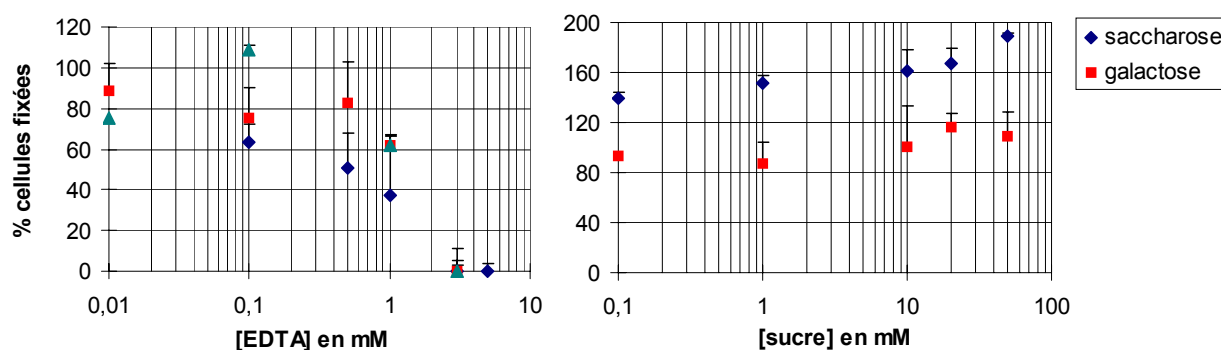 % cellules fixées
120
100
80
60
40
20
0
0,01 0,1 1 10
[EDTA] en mM
200
160
120
80
40
0
0,1 1 10 100
[sucre] en mM
saccharose
galactose